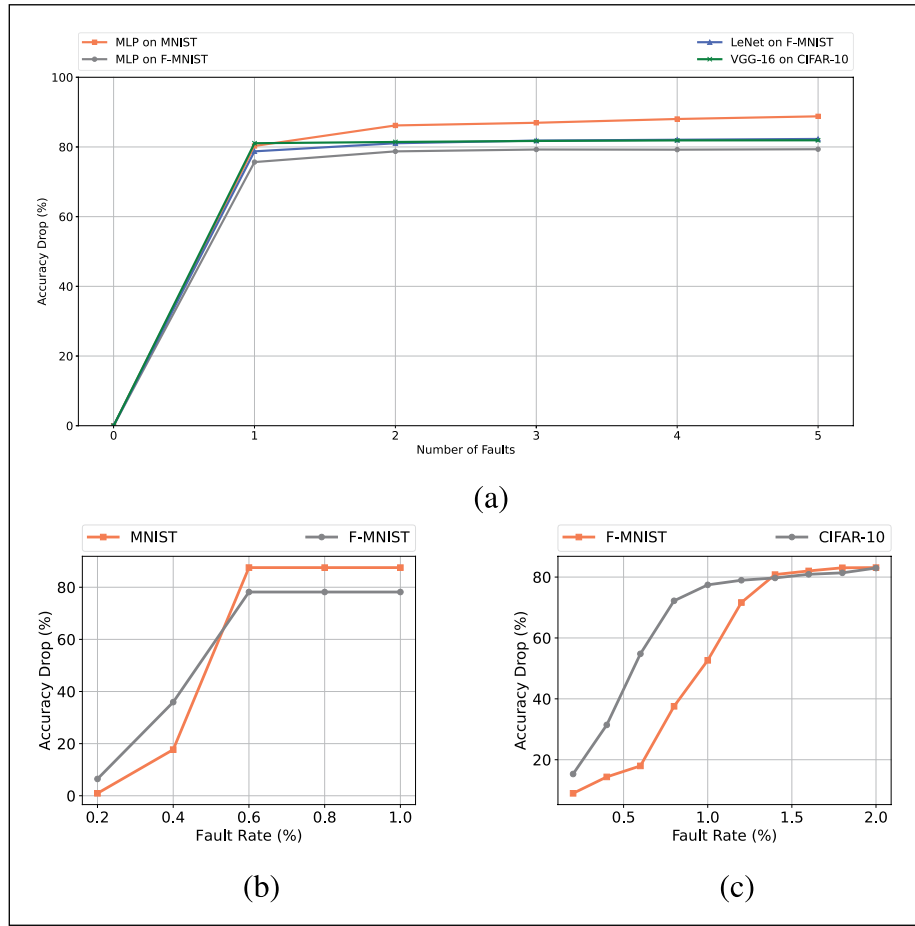 MLP on MNIST
MLP on F-MNIST
LeNet on F-MNIST
VGG-16 on CIFAR-10
100
80
60
40
20
0
Accuracy Drop (%)
0 1 2 3 4 5
Number of Faults
(a)
MNIST F-MNIST
80
60
40
20
0
Accuracy Drop (%)
0.2 0.4 0.6 0.8 1.0
Fault Rate (%)
(b)
F-MNIST CIFAR-10
80
60
40
20
Accuracy Drop (%)
0.5 1.0 1.5 2.0
Fault Rate (%)
(c)